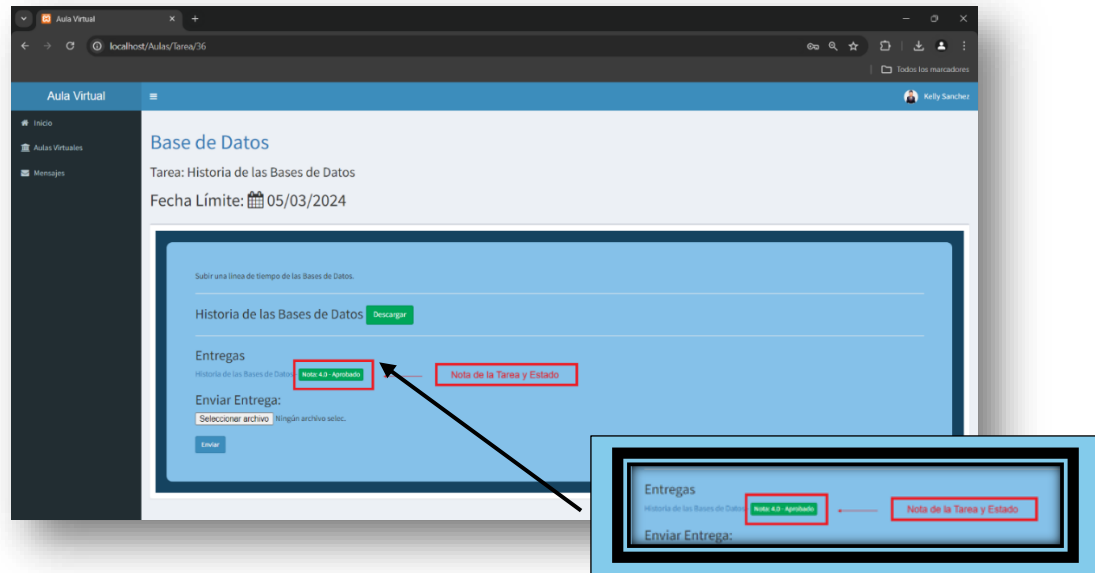 Aula Virtual
localhost/Aulas/Tarea/36
Todos los marcadores
Aula Virtual
Kelly Sanchez
Inicio
Aulas Virtuales
Mensajes
Base de Datos
Tarea: Historia de las Bases de Datos
Fecha Límite: 05/03/2024
Subir una línea de tiempo de las Bases de Datos.
Historia de las Bases de Datos Descargar
Entregas
Historia de las Bases de Datos - Nota: 4.0 - Aprobado
Nota de la Tarea y Estado
Enviar Entrega:
Seleccionar archivo Ningún archivo selec.
Enviar
Entregas
Historia de las Bases de Datos Nota: 4.0 - Aprobado
Nota de la Tarea y Estado
Enviar Entrega: